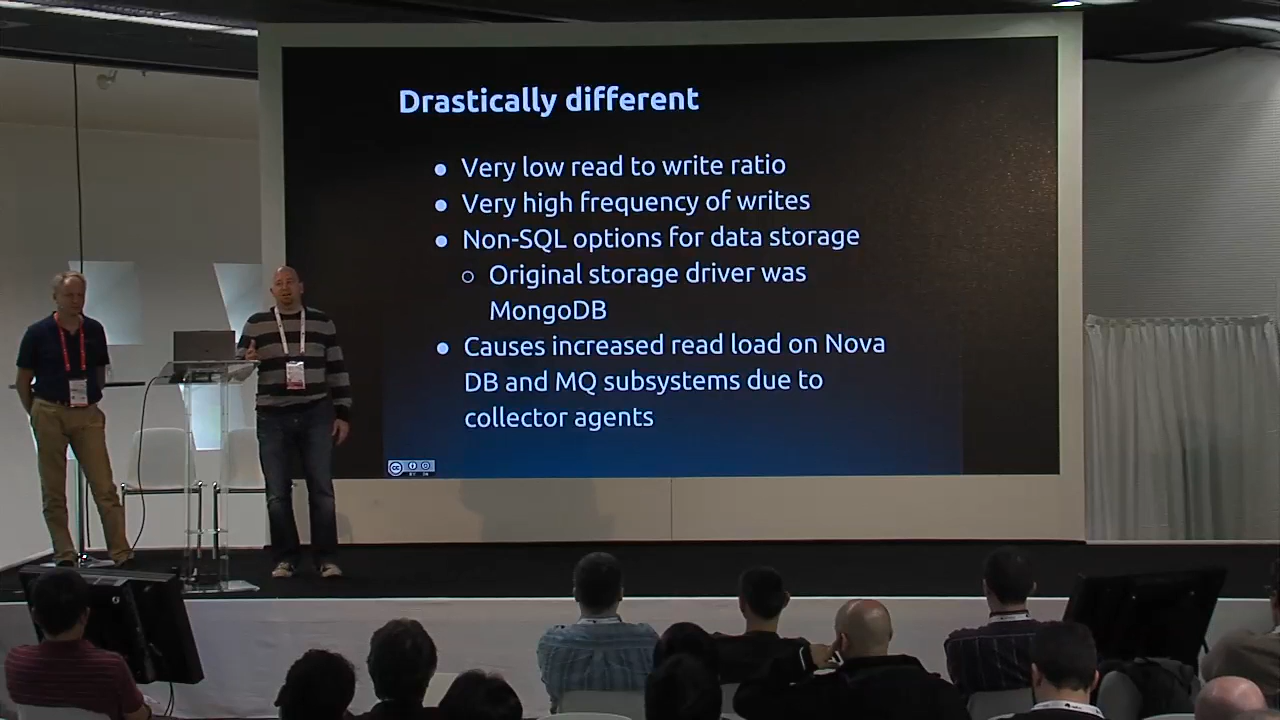 Drastically different
● Very low read to write ratio
● Very high frequency of writes
● Non-SQL options for data storage
○ Original storage driver was
MongoDB
● Causes increased read load on Nova
DB and MQ subsystems due to
collector agents